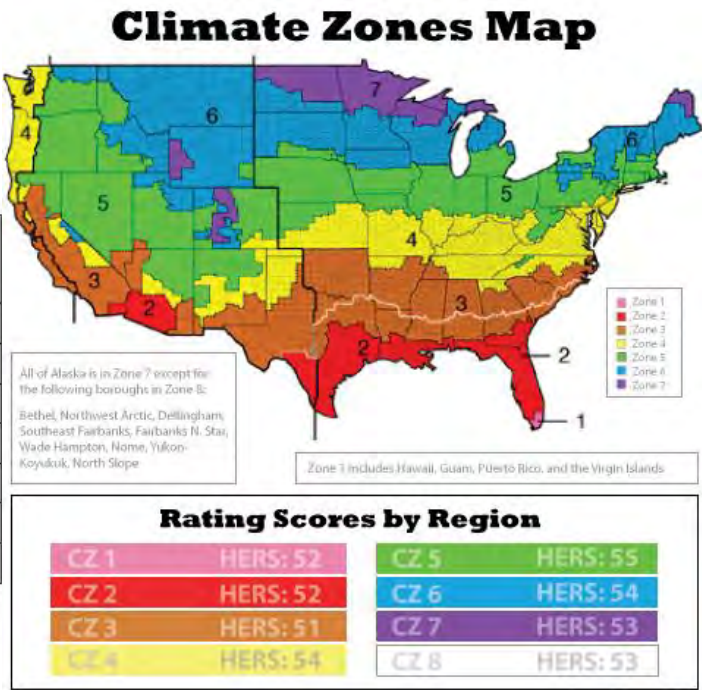 Climate Zones Map
7
6
6
4
5
5
4
3
3
2
2
2
1
Zone 1
Zone 2
Zone 3
Zone 4
Zone 5
Zone 6
Zone 7
All of Alaska is in Zone 7 except for
the following boroughs in Zone 8:
Bethel, Northwest Arctic, Dellingham,
Southeast Fairbanks, Fairbanks N. Star,
Wade Hampton, Nome, Yukon-
Koyukuk, North Slope
Zone 1 includes Hawaii, Guam, Puerto Rico, and the Virgin Islands
Rating Scores by Region
CZ 1 HERS: 52
CZ 2 HERS: 52
CZ 3 HERS: 51
CZ 4 HERS: 54
CZ 5 HERS: 55
CZ 6 HERS: 54
CZ 7 HERS: 53
CZ 8 HERS: 53